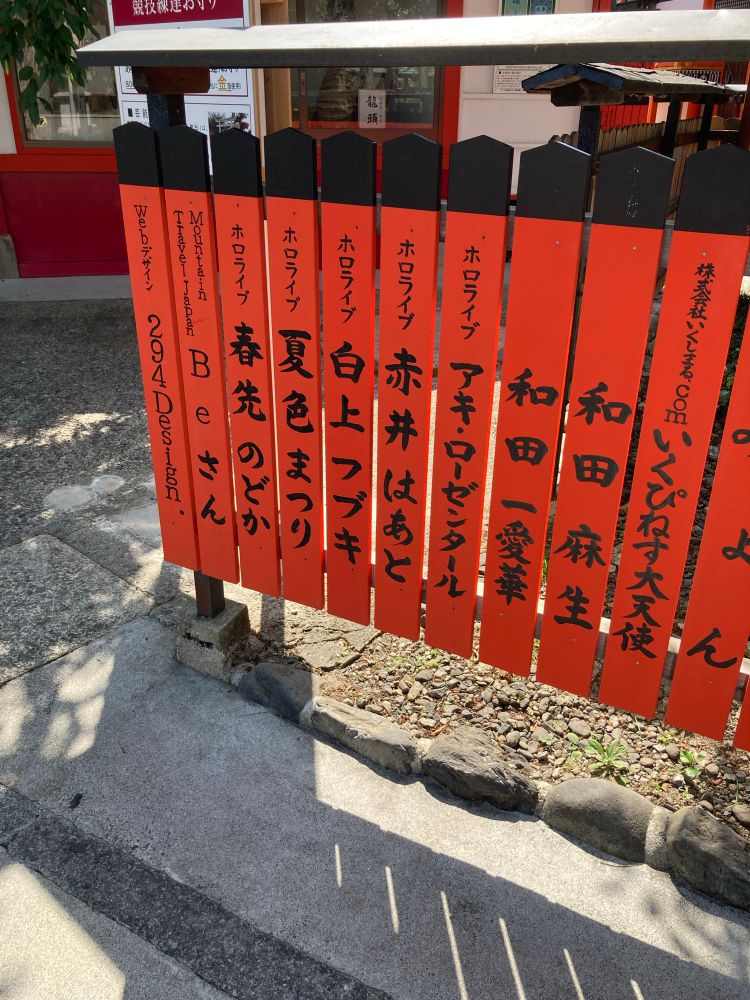 競技練達お守り
龍頭
Webデザイン 294Design.
Mountain
Travel Japan
Beさん
ホロライブ 春先 のどか
ホロライブ 夏色 まつり
ホロライブ 白上 フブキ
ホロライブ 赤井 はあと
ホロライブ アキ・ローゼンタール
和田 一愛華
和田 麻生
株式会社いくしまる.com
いくぴねす大天使